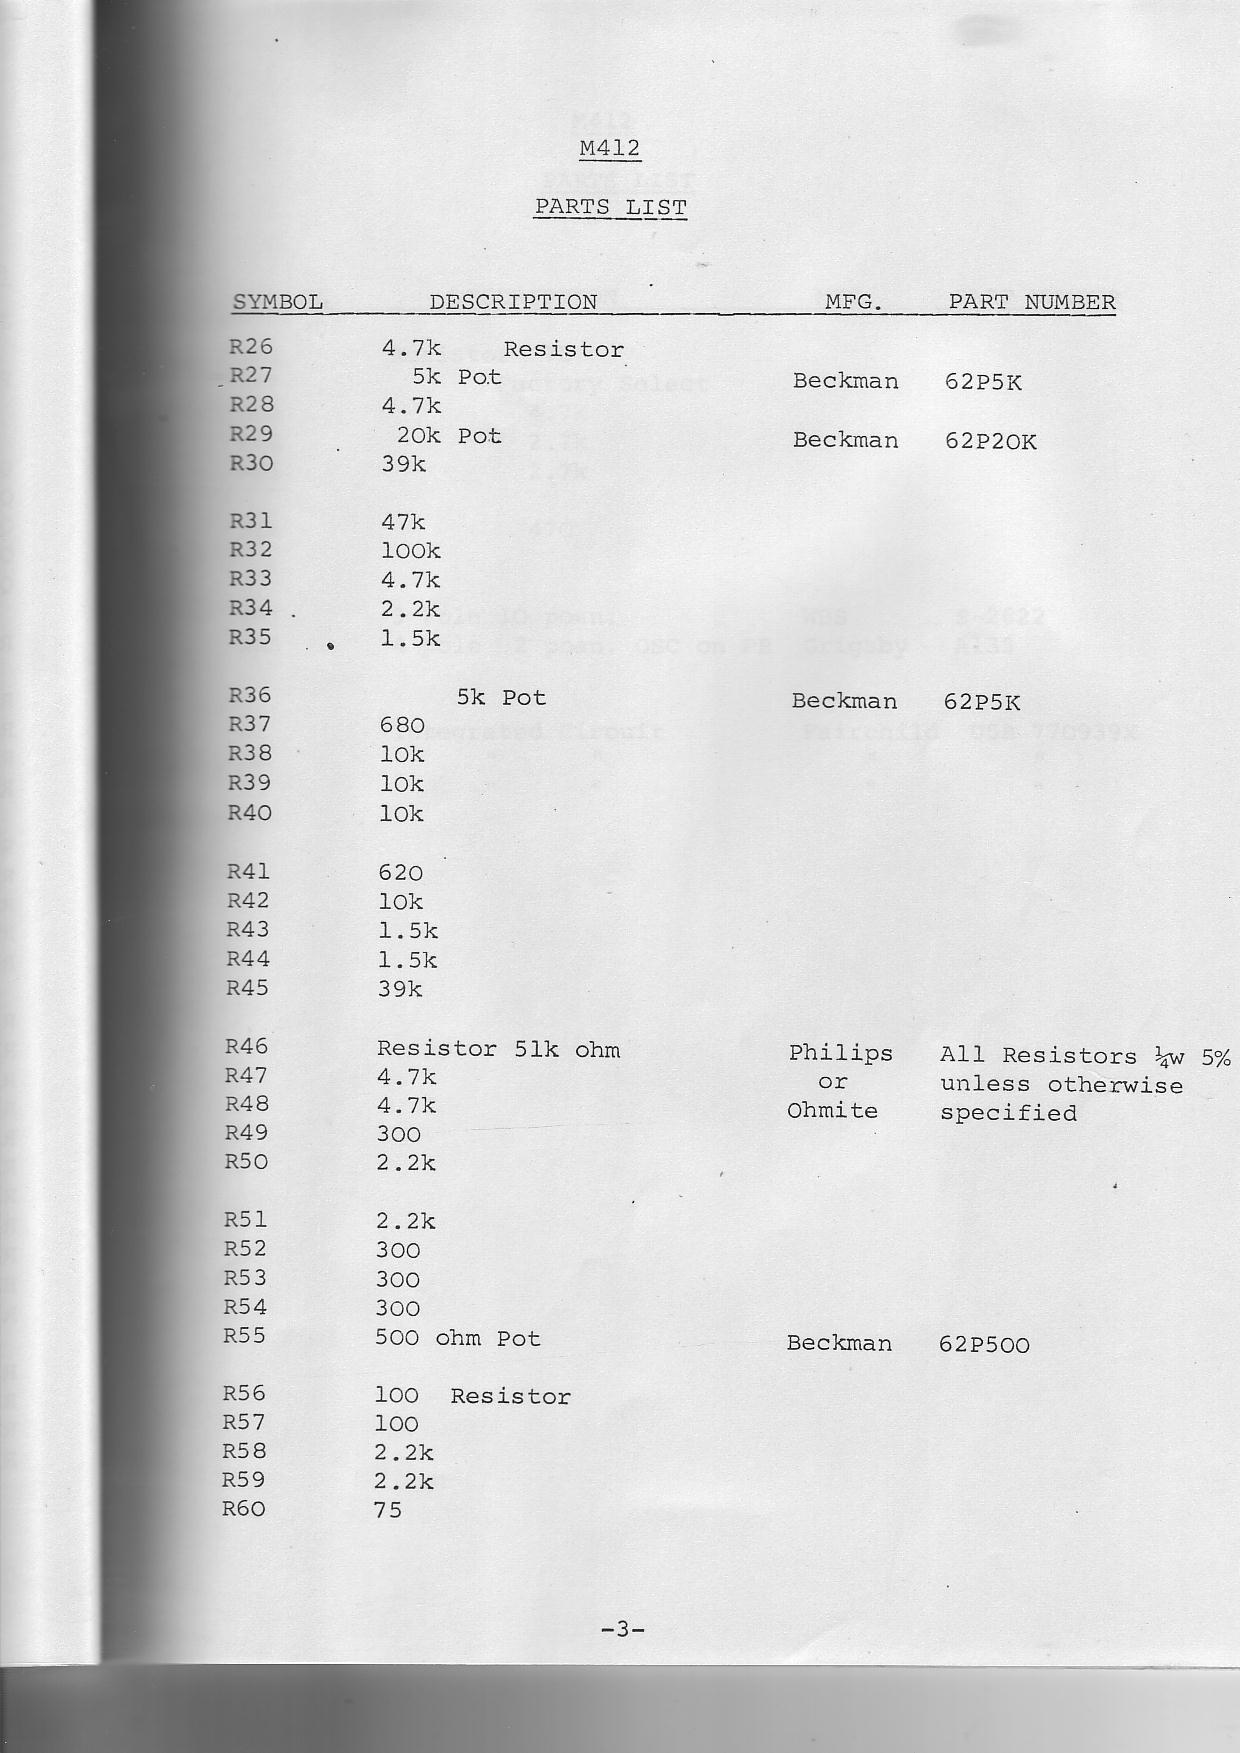 M412
PARTS LIST
SYMBOL DESCRIPTION MFG. PART NUMBER
R26 4.7k Resistor
R27 5k Pot Beckman 62P5K
R28 4.7k
R29 20k Pot Beckman 62P20K
R30 39k
R31 47k
R32 100k
R33 4.7k
R34 2.2k
R35 1.5k
R36 5k Pot Beckman 62P5K
R37 680
R38 10k
R39 10k
R40 10k
R41 620
R42 10k
R43 1.5k
R44 1.5k
R45 39k
R46 Resistor 51k ohm Philips All Resistors ¼w 5%
R47 4.7k or unless otherwise
R48 4.7k Ohmite specified
R49 300
R50 2.2k
R51 2.2k
R52 300
R53 300
R54 300
R55 500 ohm Pot Beckman 62P500
R56 100 Resistor
R57 100
R58 2.2k
R59 2.2k
R60 75
-3-